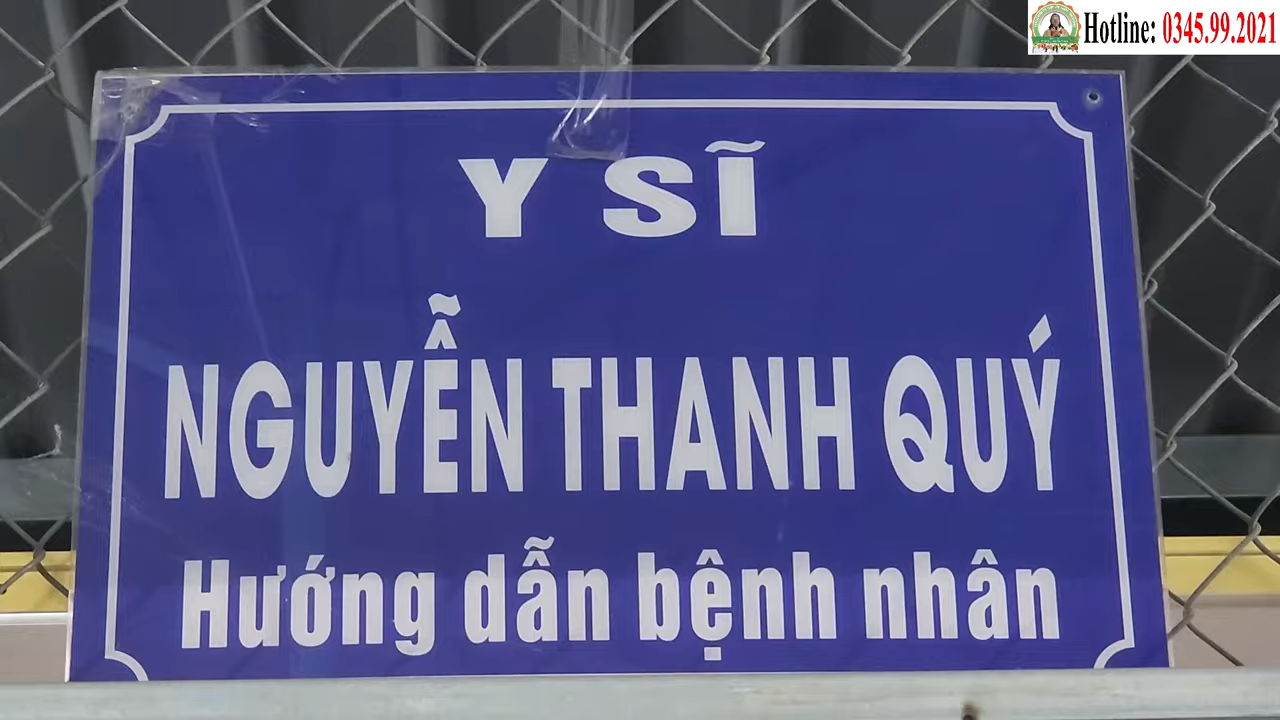 Hotline: 0345.99.2021
Y SĨ
NGUYỄN THANH QUÝ
Hướng dẫn bệnh nhân